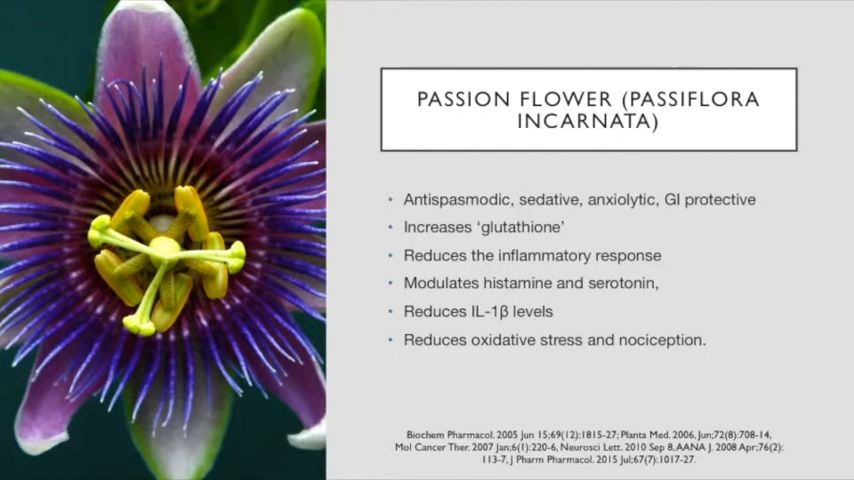 PASSION FLOWER (PASSIFLORA
INCARNATA)
• Antispasmodic, sedative, anxiolytic, GI protective
• Increases ‘glutathione’
• Reduces the inflammatory response
• Modulates histamine and serotonin,
• Reduces IL-1β levels
• Reduces oxidative stress and nociception.
Biochem Pharmacol. 2005 Jun 15;69(12):1815-27; Planta Med. 2006, Jun;72(8):708-14,
Mol Cancer Ther. 2007 Jan;6(1):220-6, Neurosci Lett. 2010 Sep 8, AANA J. 2008 Apr;76(2):
113-7, J Pharm Pharmacol. 2015 Jul;67(7):1017-27.